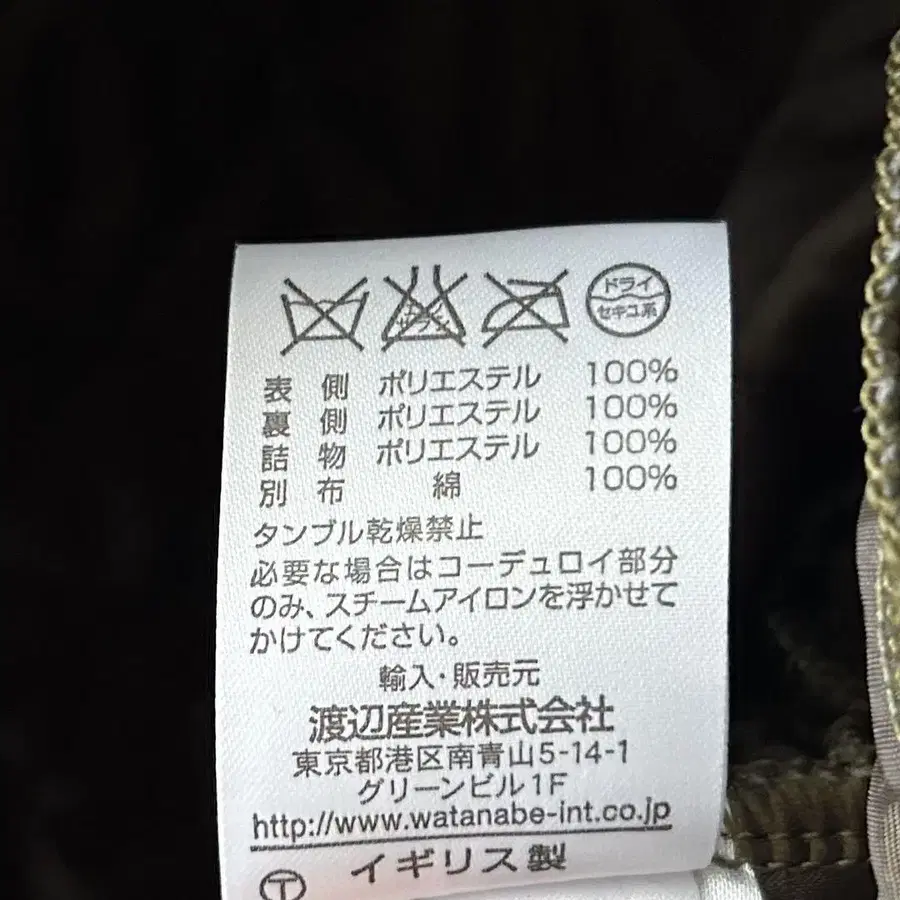 エンソサラシ
ドライ
セキユ系
表側 ポリエステル 100%
裏側 ポリエステル 100%
詰物 ポリエステル 100%
別布 綿 100%
タンブル乾燥禁止
必要な場合はコーデュロイ部分
のみ、スチームアイロンを浮かせて
かけてください。
輸入・販売元
渡辺産業株式会社
東京都港区南青山5-14-1
グリーンビル1F
http://www.watanabe-int.co.jp
イギリス製
T